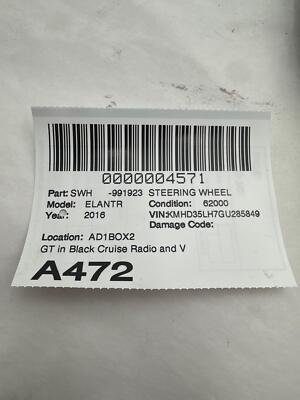 0000004571
Part: SWH -991923 STEERING WHEEL
Model: ELANTR Condition: 62000
Year: 2016 VIN:KMHD35LH7GU285849
Damage Code:
Location: AD1BOX2
GT in Black Cruise Radio and V
A472